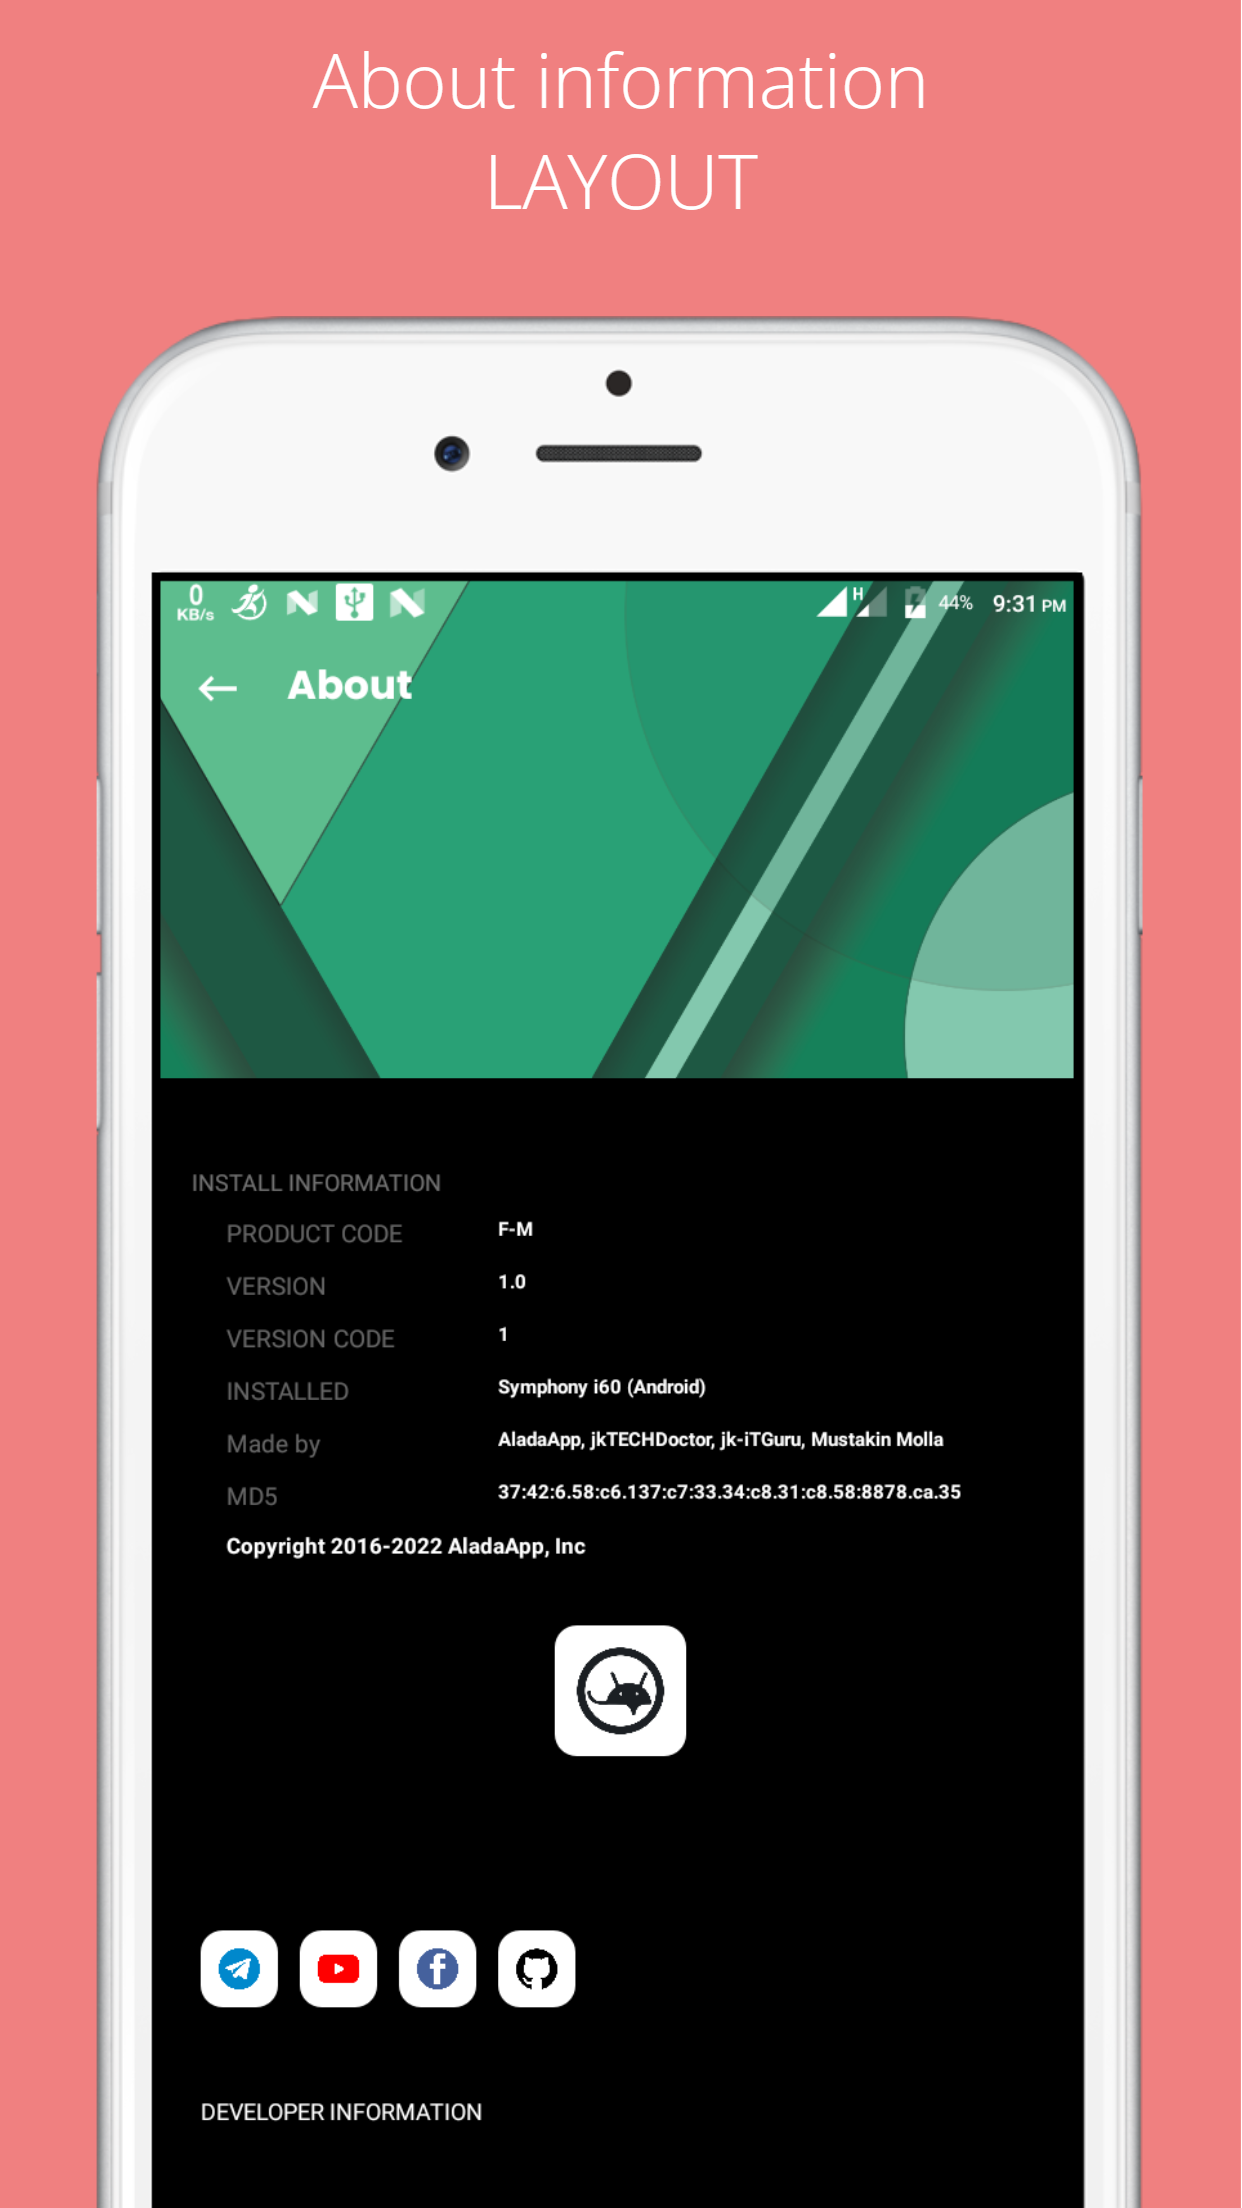 About information
LAYOUT
0
KB/s
H
44%
9:31 PM
About
INSTALL INFORMATION
PRODUCT CODE F-M
VERSION 1.0
VERSION CODE 1
INSTALLED Symphony i60 (Android)
Made by AladaApp, jkTECHDoctor, jk-iTGuru, Mustakin Molla
MD5 37:42:6.58:c6.137:c7:33.34:c8.31:c8.58:8878.ca.35
Copyright 2016-2022 AladaApp, Inc
DEVELOPER INFORMATION